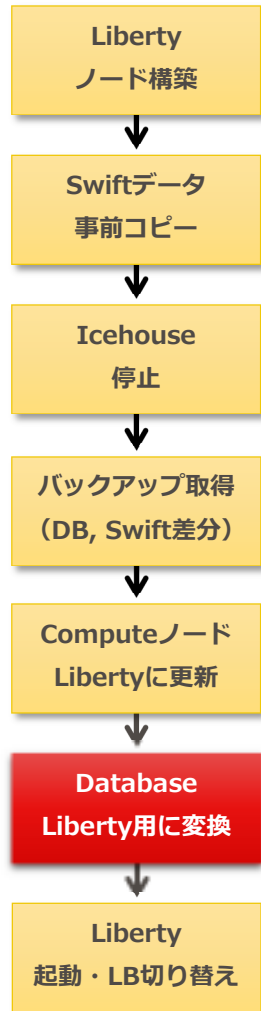 Liberty
ノード構築
Swiftデータ
事前コピー
Icehouse
停止
バックアップ取得
（DB, Swift差分）
Computeノード
Libertyに更新
Database
Liberty用に変換
Liberty
起動・LB切り替え